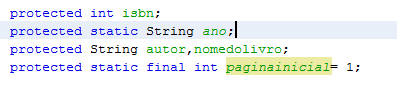 protected int isbn;
protected static String ano;
protected String autor,nomedolivro;
protected static final int paginainicial= 1;